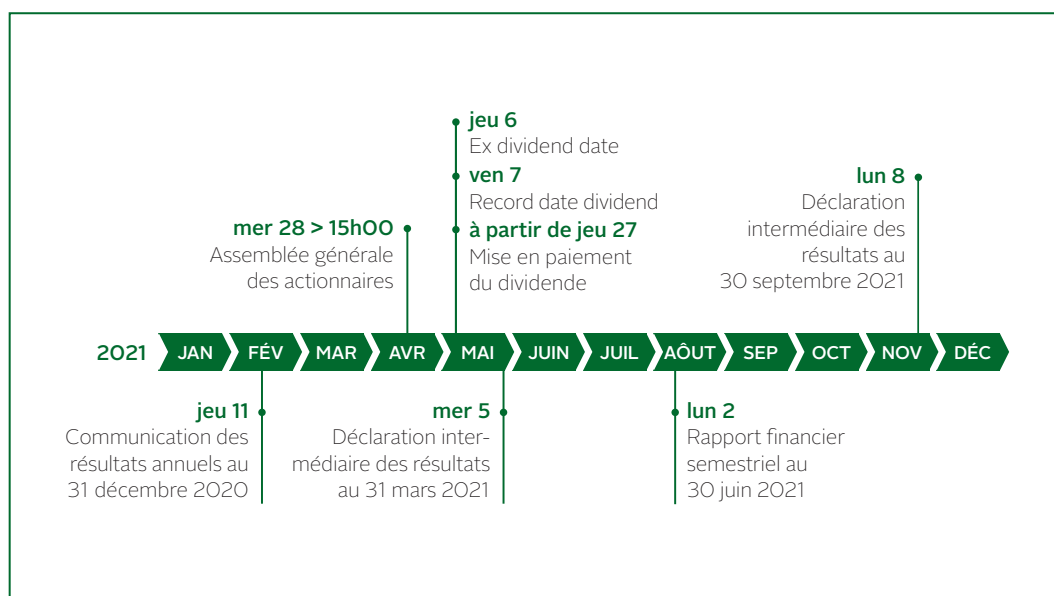 jeu 6
Ex dividend date
ven 7
Record date dividend
à partir de jeu 27
Mise en paiement
du dividende
mer 28 > 15h00
Assemblée générale
des actionnaires
lun 8
Déclaration
intermédiaire des
résultats au
30 septembre 2021
2021 JAN FÉV MAR AVR MAI JUIN JUIL AÔUT SEP OCT NOV DÉC
jeu 11
Communication des
résultats annuels au
31 décembre 2020
mer 5
Déclaration inter-
médiaire des résultats
au 31 mars 2021
lun 2
Rapport financier
semestriel au
30 juin 2021